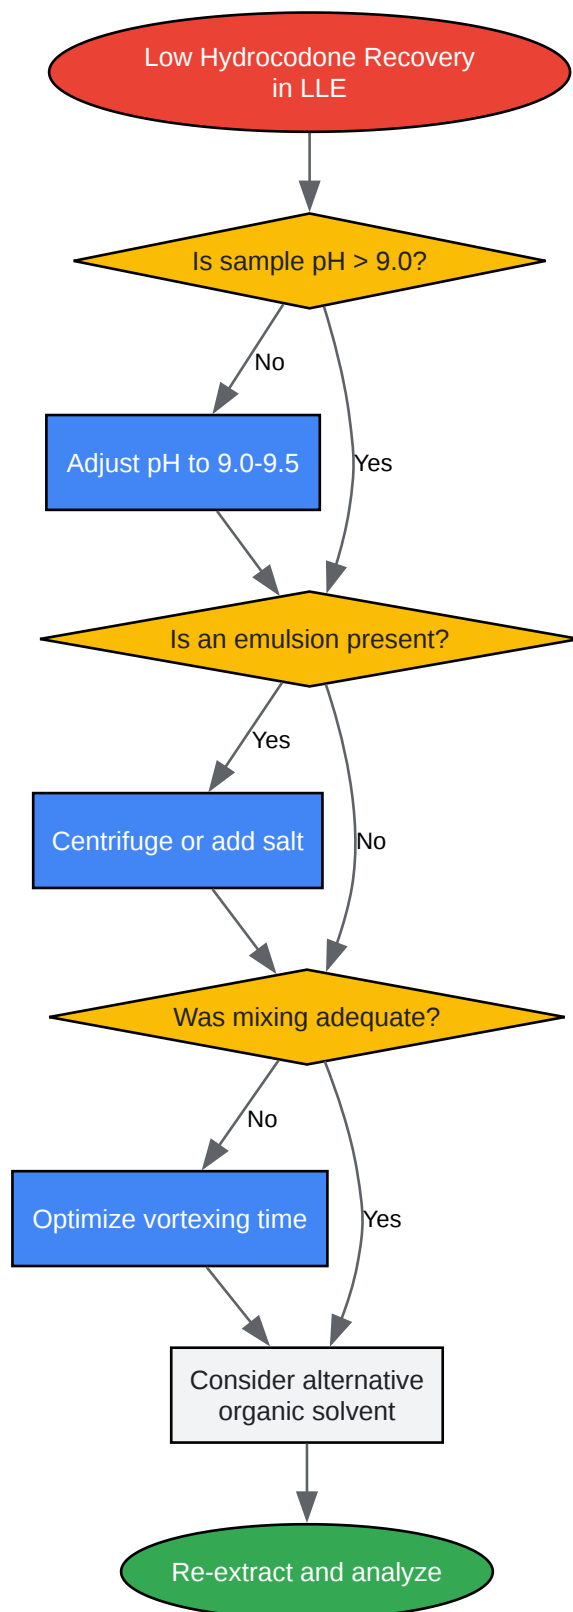 Low Hydrocodone Recovery
in LLE
Is sample pH > 9.0?
No
Adjust pH to 9.0-9.5
Yes
Is an emulsion present?
Yes
Centrifuge or add salt
No
Was mixing adequate?
No
Optimize vortexing time
Yes
Consider alternative
organic solvent
Re-extract and analyze